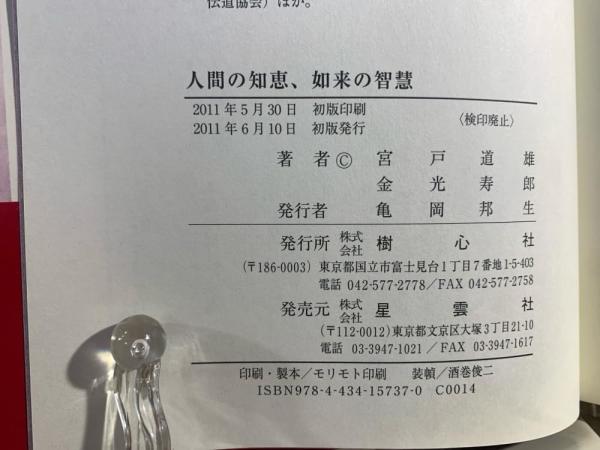 伝道協会）ほか。
人間の知恵、如来の智慧
2011年5月30日 初版印刷
2011年6月10日 初版発行 〈検印廃止〉
著者© 宮戸道雄
金光寿郎
発行者 亀岡邦生
発行所 株式会社 樹心社
(〒186-0003) 東京都国立市富士見台1丁目7番地1-5-403
電話 042-577-2778／FAX 042-577-2758
発売元 株式会社 星雲社
(〒112-0012) 東京都文京区大塚3丁目21-10
電話 03-3947-1021／FAX 03-3947-1617
印刷・製本／モリモト印刷 装幀／酒巻俊二
ISBN978-4-434-15737-0 C0014